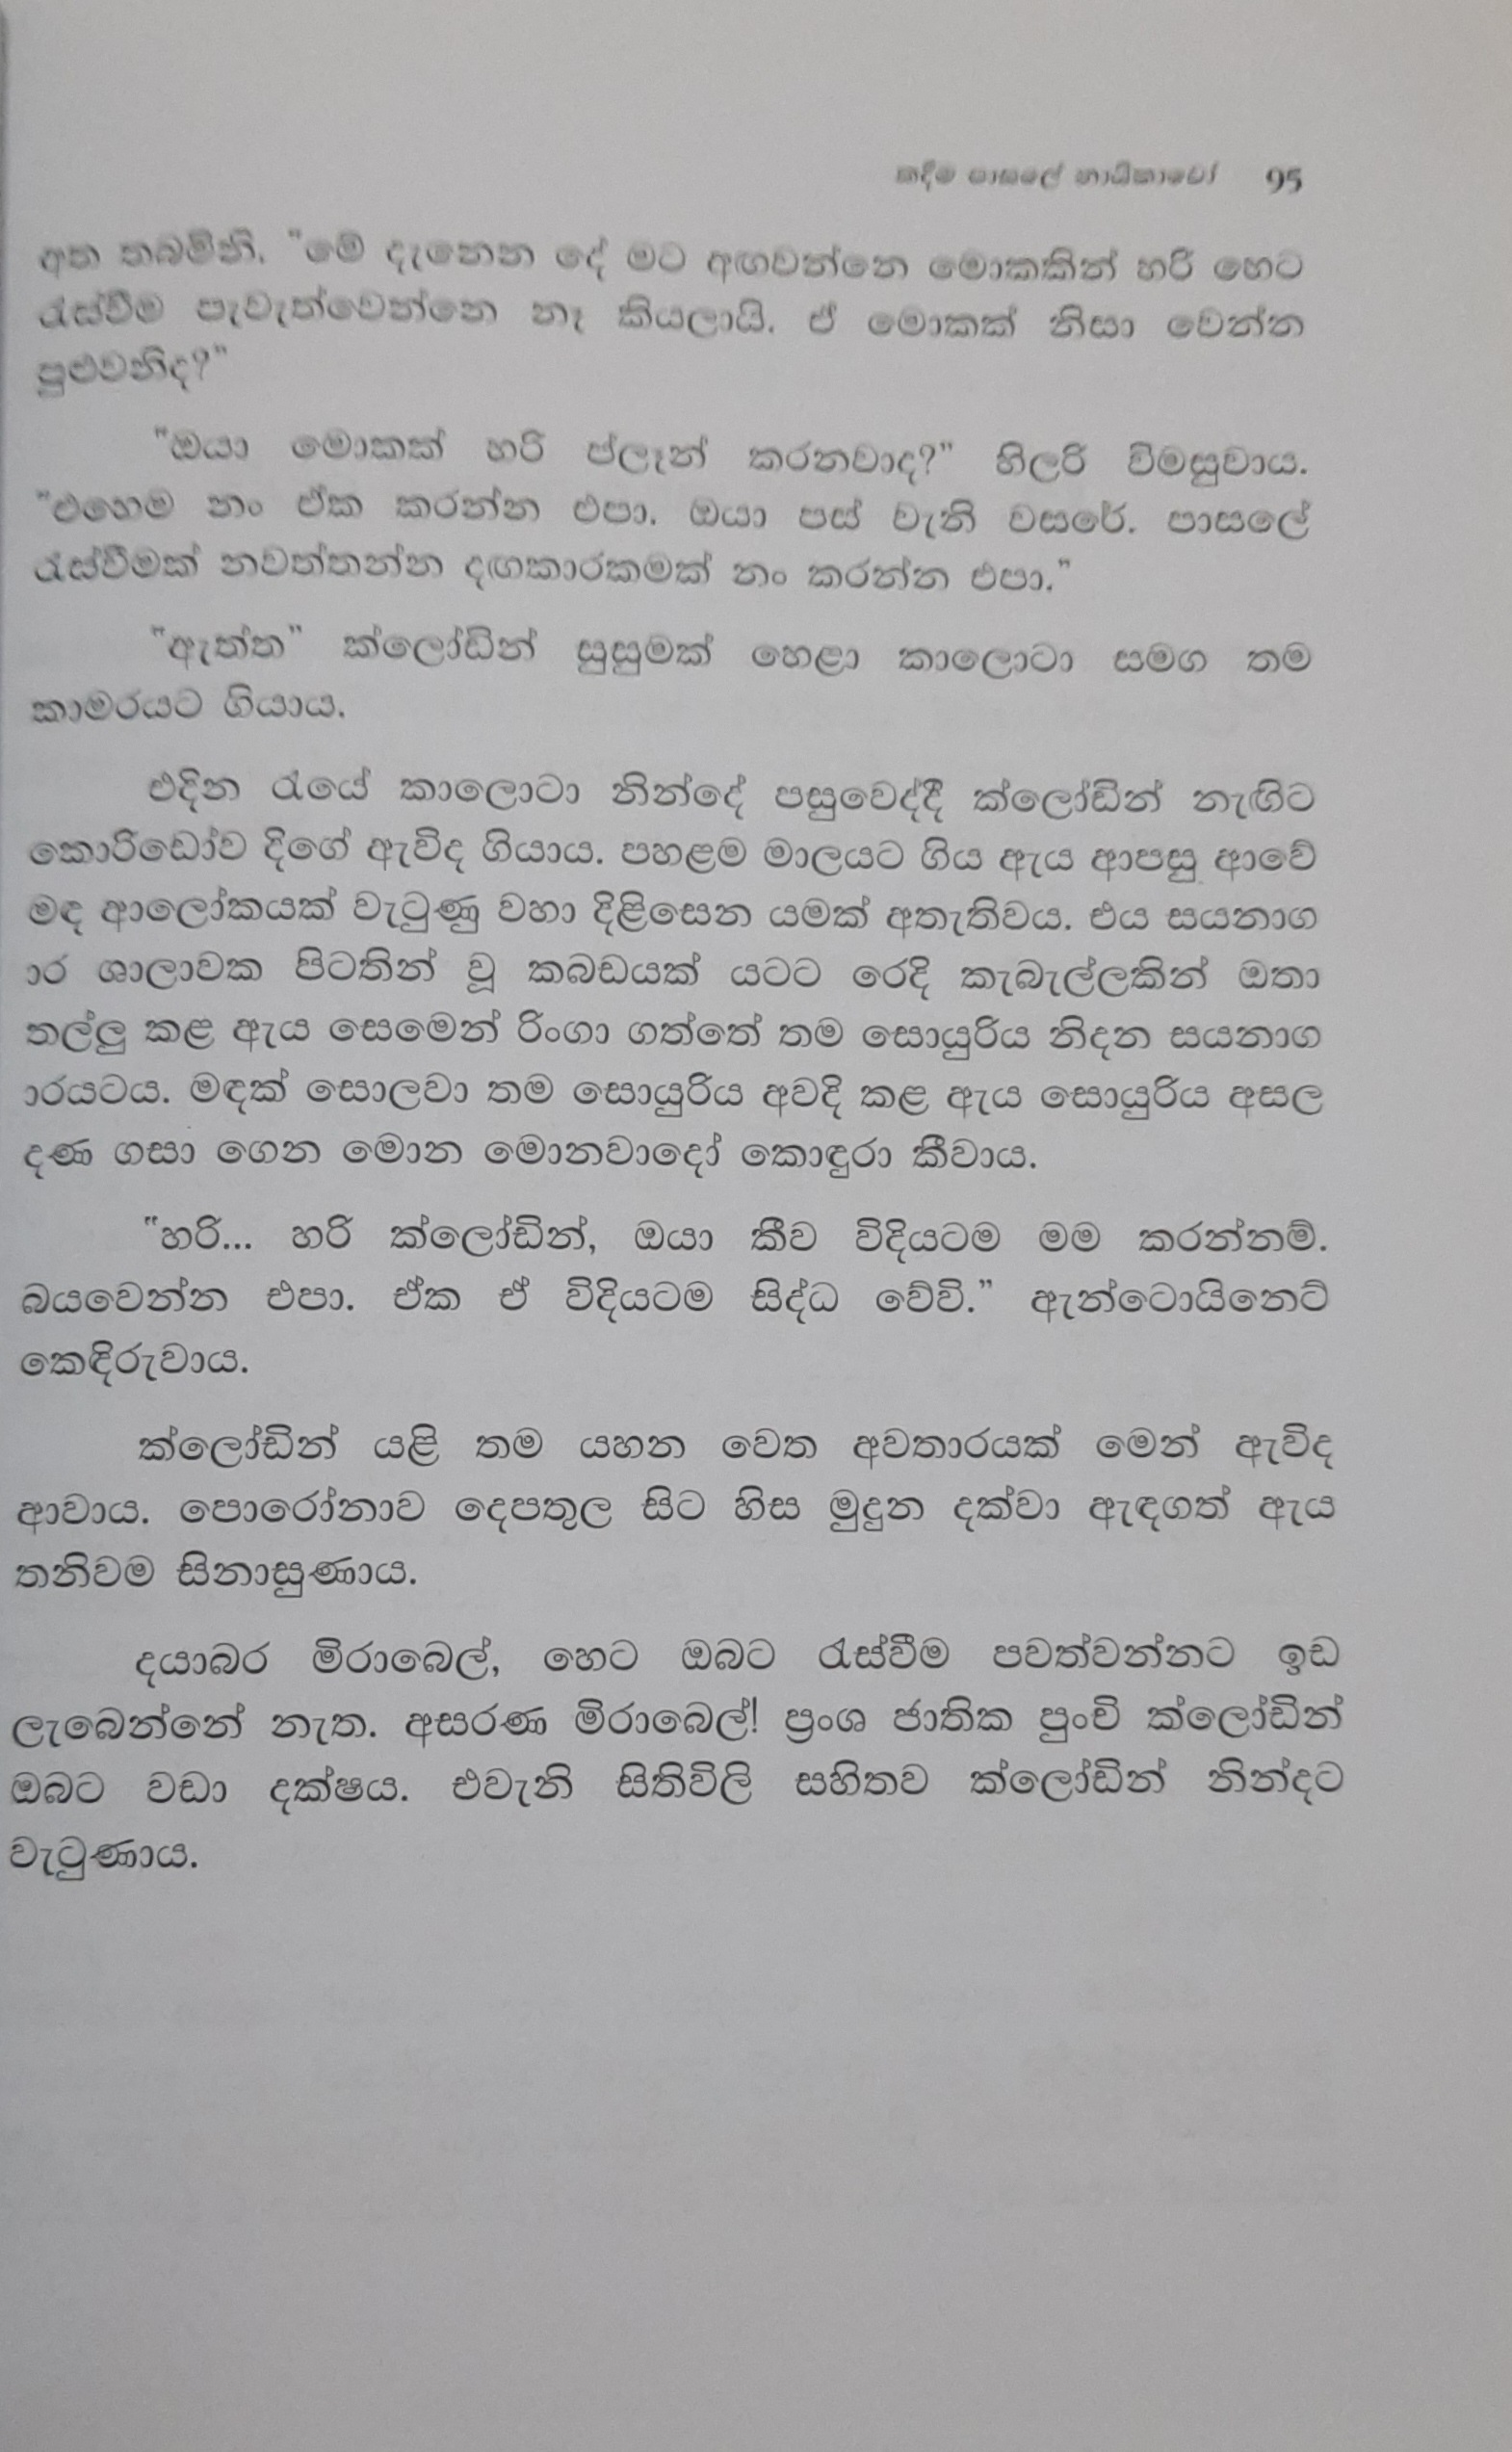 කදීම පාසලේ නායිකාවෝ 95
අත තබමිනි. "මේ දැනෙන දේ මට අඟවන්නෙ මොකකින් හරි හෙට
රැස්වීම පැවැත්වෙන්නෙ නෑ කියලායි. ඒ මොකක් නිසා වෙන්න
පුළුවනිද?"
"ඔයා මොකක් හරි ප්ලෑන් කරනවාද?" හිලරි විමසුවාය.
"එහෙම නං ඒක කරන්න එපා. ඔයා පස් වැනි වසරේ. පාසලේ
රැස්වීමක් නවත්තන්න දඟකාරකමක් නං කරන්න එපා."
"ඇත්ත" ක්ලෝඩින් සුසුමක් හෙළා කාලොටා සමග තම
කාමරයට ගියාය.
එදින රෑයේ කාලොටා නින්දේ පසුවෙද්දී ක්ලෝඩින් නැඟිට
කොරිඩෝව දිගේ ඇවිද ගියාය. පහළම මාලයට ගිය ඇය ආපසු ආවේ
මඳ ආලෝකයක් වැටුණු වහා දිළිසෙන යමක් අතැතිවය. එය සයනාග
ාර ශාලාවක පිටතින් වූ කබඩයක් යටට රෙදි කැබැල්ලකින් ඔතා
තල්ලු කළ ඇය සෙමෙන් රිංගා ගත්තේ තම සොයුරිය නිදන සයනාග
ාරයටය. මඳක් සොලවා තම සොයුරිය අවදි කළ ඇය සොයුරිය අසල
දණ ගසා ගෙන මොන මොනවාදෝ කොඳුරා කීවාය.
"හරි... හරි ක්ලෝඩින්, ඔයා කීව විදියටම මම කරන්නම්.
බයවෙන්න එපා. ඒක ඒ විදියටම සිද්ධ වේවි." ඇන්ටොයිනෙට්
කෙඳිරුවාය.
ක්ලෝඩින් යළි තම යහන වෙත අවතාරයක් මෙන් ඇවිද
ආවාය. පොරෝනාව දෙපතුල සිට හිස මුදුන දක්වා ඇඳගත් ඇය
තනිවම සිනාසුණාය.
දයාබර මිරාබෙල්, හෙට ඔබට රැස්වීම පවත්වන්නට ඉඩ
ලැබෙන්නේ නැත. අසරණ මිරාබෙල්! ප්‍රංශ ජාතික පුංචි ක්ලෝඩින්
ඔබට වඩා දක්ෂය. එවැනි සිතිවිලි සහිතව ක්ලෝඩින් නින්දට
වැටුණාය.